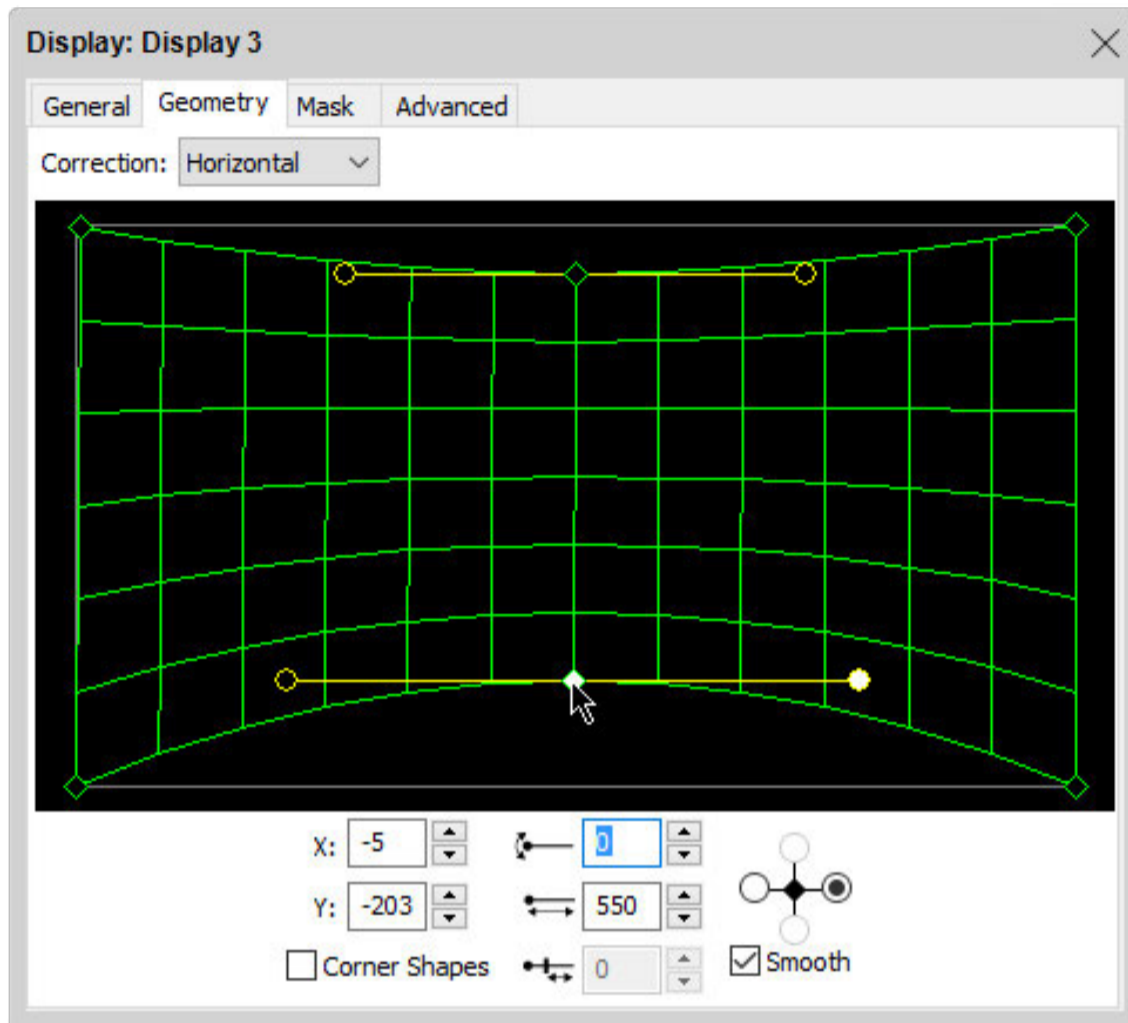 Display: Display 3
General Geometry Mask Advanced
Correction: Horizontal
X: -5 0
Y: -203 550
Corner Shapes 0 Smooth